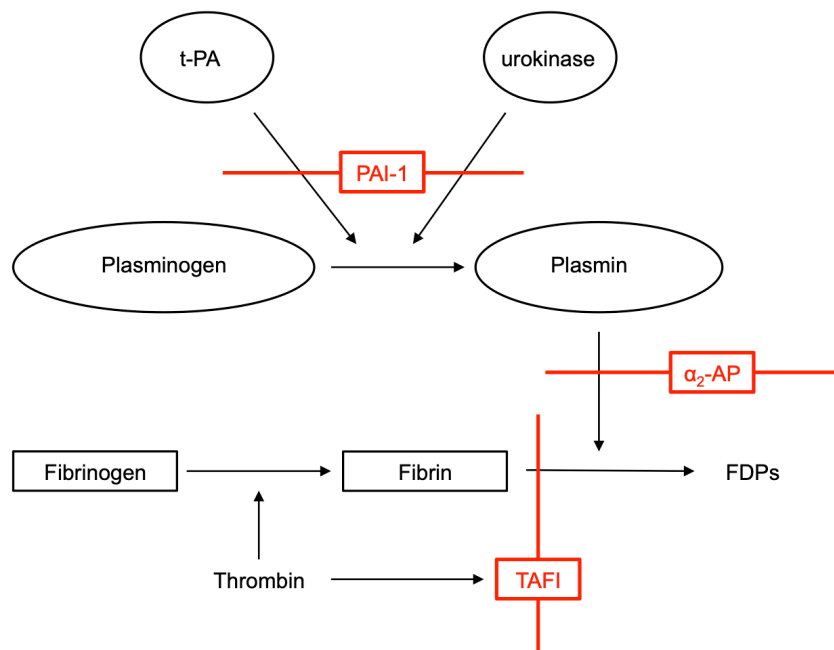 t-PA
urokinase
PAI-1
Plasminogen
Plasmin
α₂-AP
Fibrinogen
Fibrin
FDPs
Thrombin
TAFI